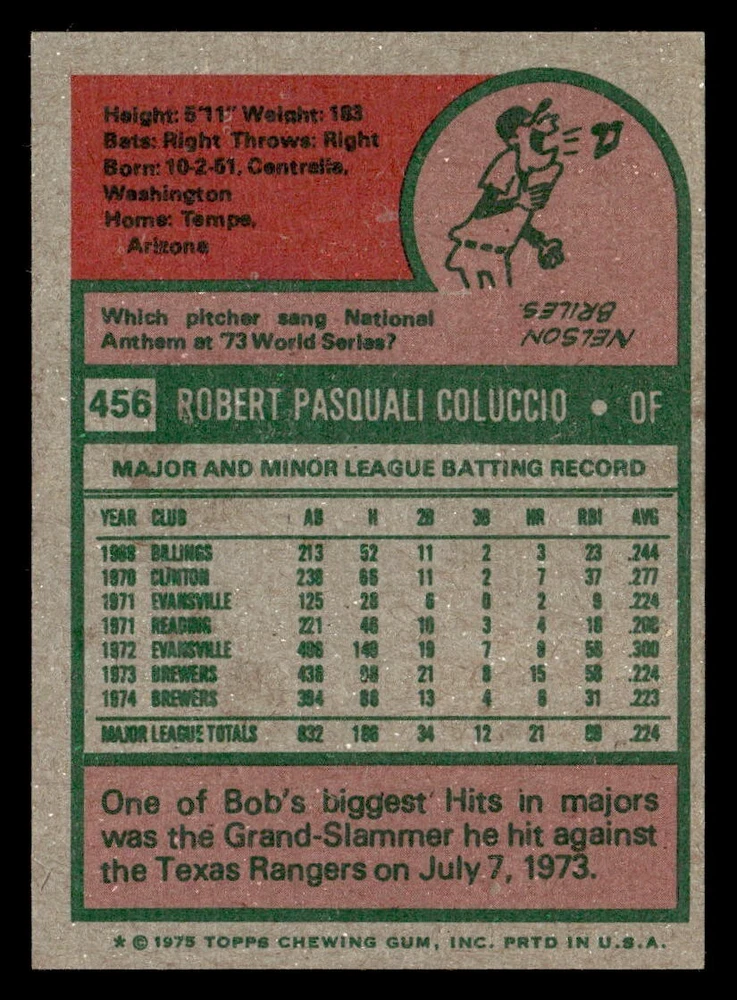 Height: 5'11" Weight: 183
Bats: Right Throws: Right
Born: 10-2-51, Centralia,
Washington
Home: Tempe,
Arizona
Which pitcher sang National
Anthem at '73 World Series?
NELSON
BRILES.
456 ROBERT PASQUALI COLUCCIO • OF
MAJOR AND MINOR LEAGUE BATTING RECORD
YEAR CLUB AB H 2B 3B HR RBI AVG
1969 BILLINGS 213 52 11 2 3 23 .244
1970 CLINTON 238 66 11 2 7 37 .277
1971 EVANSVILLE 125 28 6 0 2 9 .224
1971 READING 221 46 10 3 4 18 .208
1972 EVANSVILLE 496 149 19 7 9 58 .300
1973 BREWERS 438 98 21 8 15 58 .224
1974 BREWERS 394 88 13 4 6 31 .223
MAJOR LEAGUE TOTALS 832 186 34 12 21 89 .224
One of Bob's biggest Hits in majors
was the Grand-Slammer he hit against
the Texas Rangers on July 7, 1973.
* © 1975 TOPPS CHEWING GUM, INC. PRTD IN U.S.A.